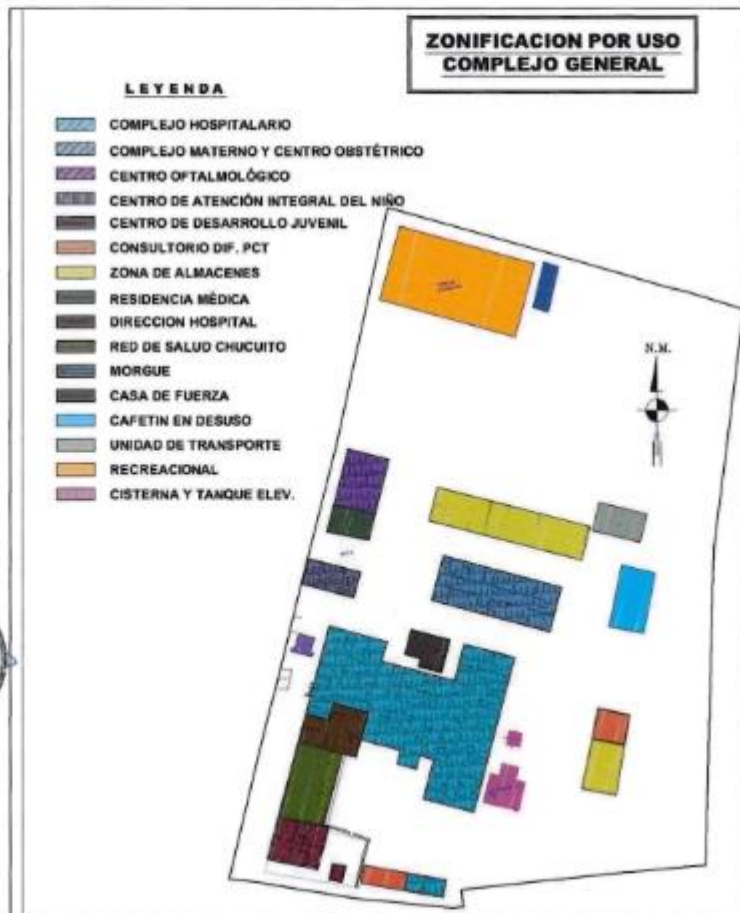 ZONIFICACION POR USO
COMPLEJO GENERAL
LEYENDA
COMPLEJO HOSPITALARIO
COMPLEJO MATERNO Y CENTRO OBSTÉTRICO
CENTRO OFTALMOLÓGICO
CENTRO DE ATENCIÓN INTEGRAL DEL NIÑO
CENTRO DE DESARROLLO JUVENIL
CONSULTORIO DIF. PCT
ZONA DE ALMACENES
RESIDENCIA MÉDICA
DIRECCION HOSPITAL
RED DE SALUD CHUCUITO
MORGUE
CASA DE FUERZA
CAFETIN EN DESUSO
UNIDAD DE TRANSPORTE
RECREACIONAL
CISTERNA Y TANQUE ELEV.
N.M.